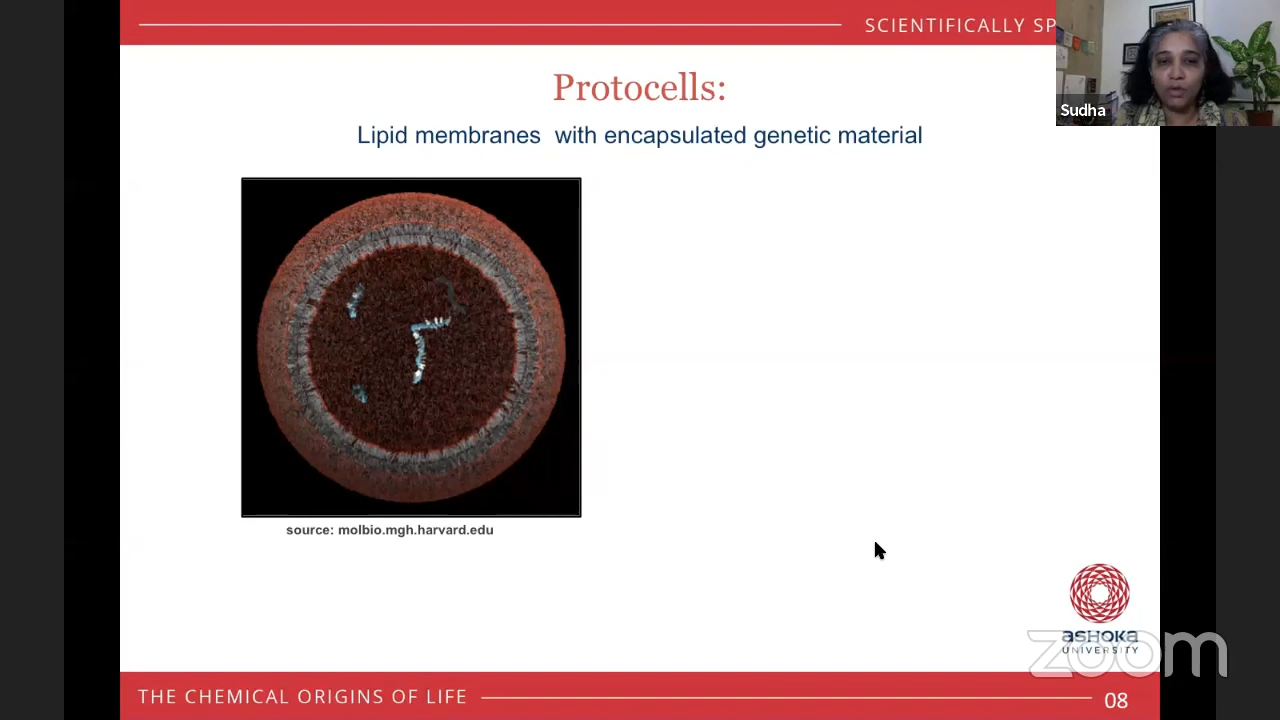 SCIENTIFICALLY SP
Sudha
Protocells:
Lipid membranes with encapsulated genetic material
source: molbio.mgh.harvard.edu
ASHOKA
UNIVERSITY
zoom
THE CHEMICAL ORIGINS OF LIFE
08